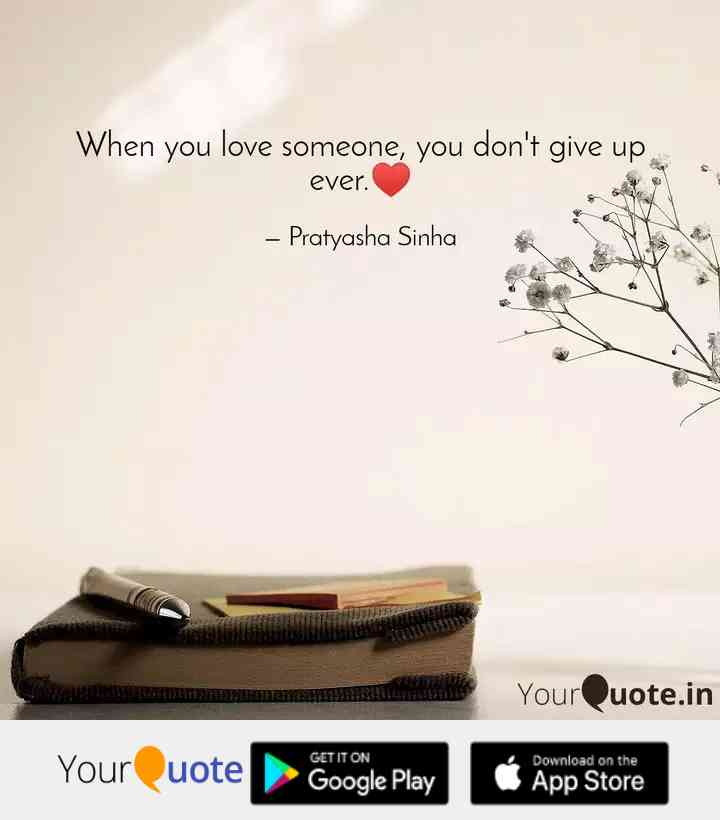 When you love someone, you don't give up
ever.❤️
– Pratyasha Sinha
YourQuote.in
YourQuote
GET IT ON
Google Play
Download on the
App Store